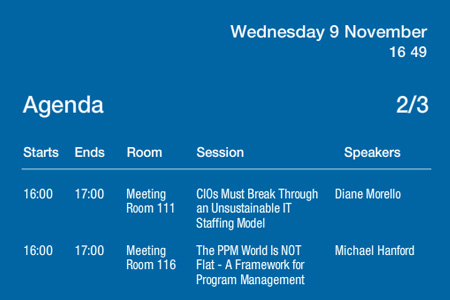 Wednesday 9 November
16 49
Agenda 2/3
Starts Ends Room Session Speakers
16:00 17:00 Meeting CIOs Must Break Through Diane Morello
Room 111 an Unsustainable IT
Staffing Model
16:00 17:00 Meeting The PPM World Is NOT Michael Hanford
Room 116 Flat - A Framework for
Program Management